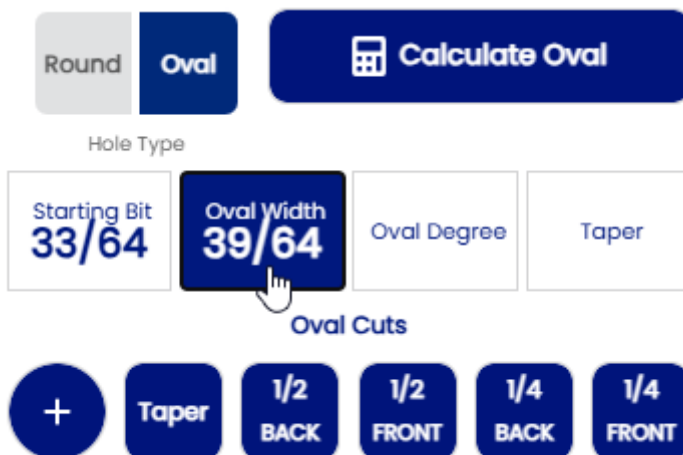 Round Oval Calculate Oval
Hole Type
Starting Bit Oval Width Oval Degree Taper
33/64 39/64
Oval Cuts
+ Taper 1/2 BACK 1/2 FRONT 1/4 BACK 1/4 FRONT